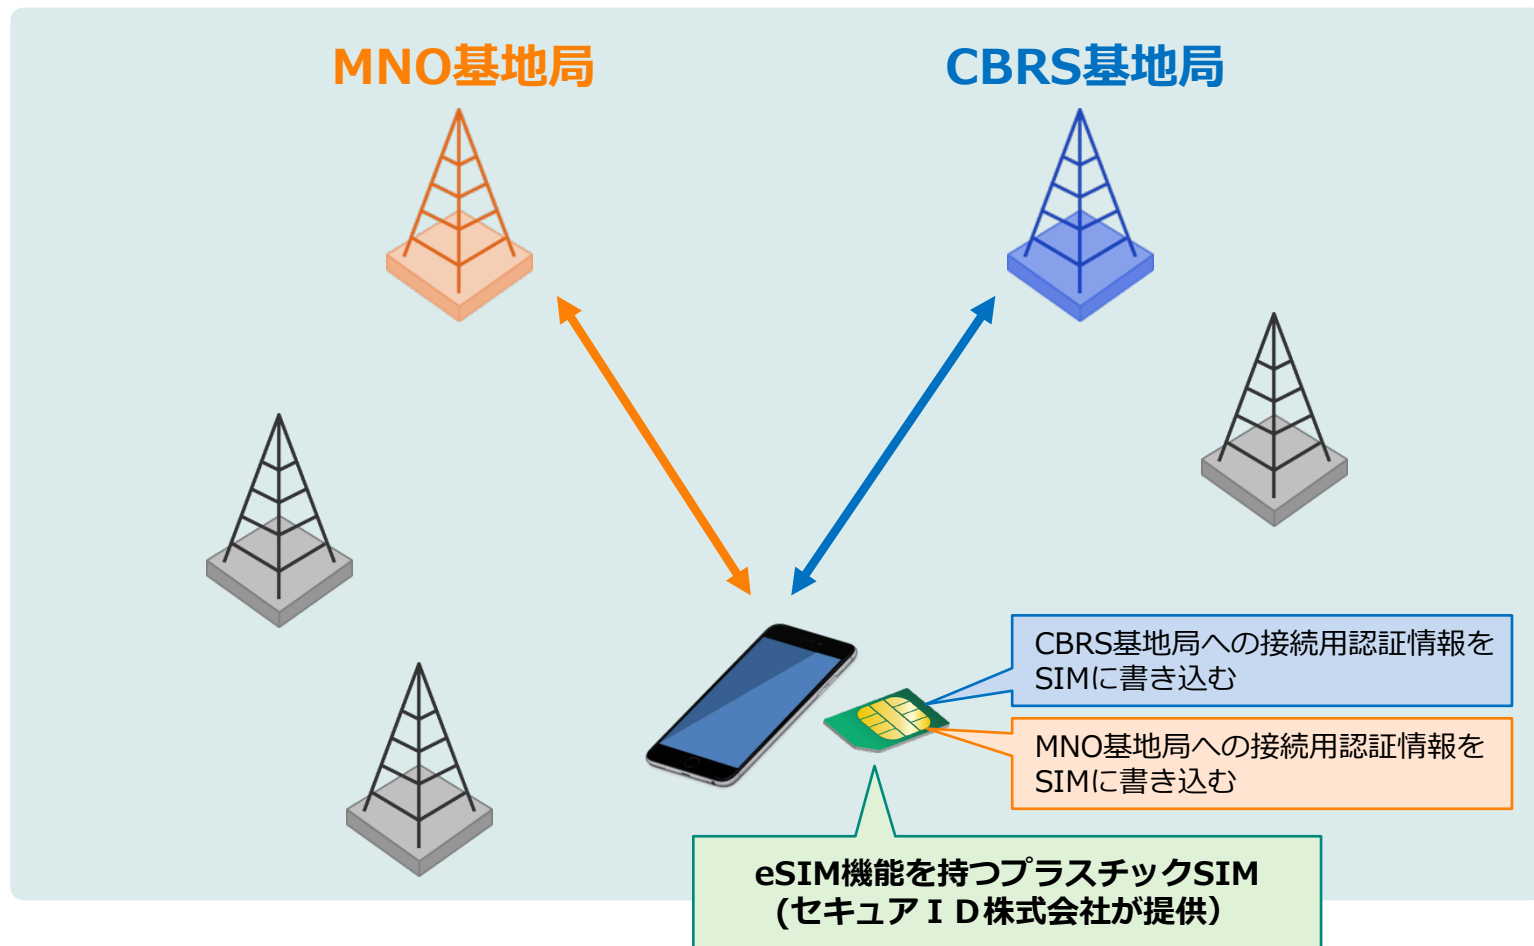 MNO基地局
CBRS基地局
CBRS基地局への接続用認証情報を
SIMに書き込む
MNO基地局への接続用認証情報を
SIMに書き込む
eSIM機能を持つプラスチックSIM
(セキュアＩＤ株式会社が提供）